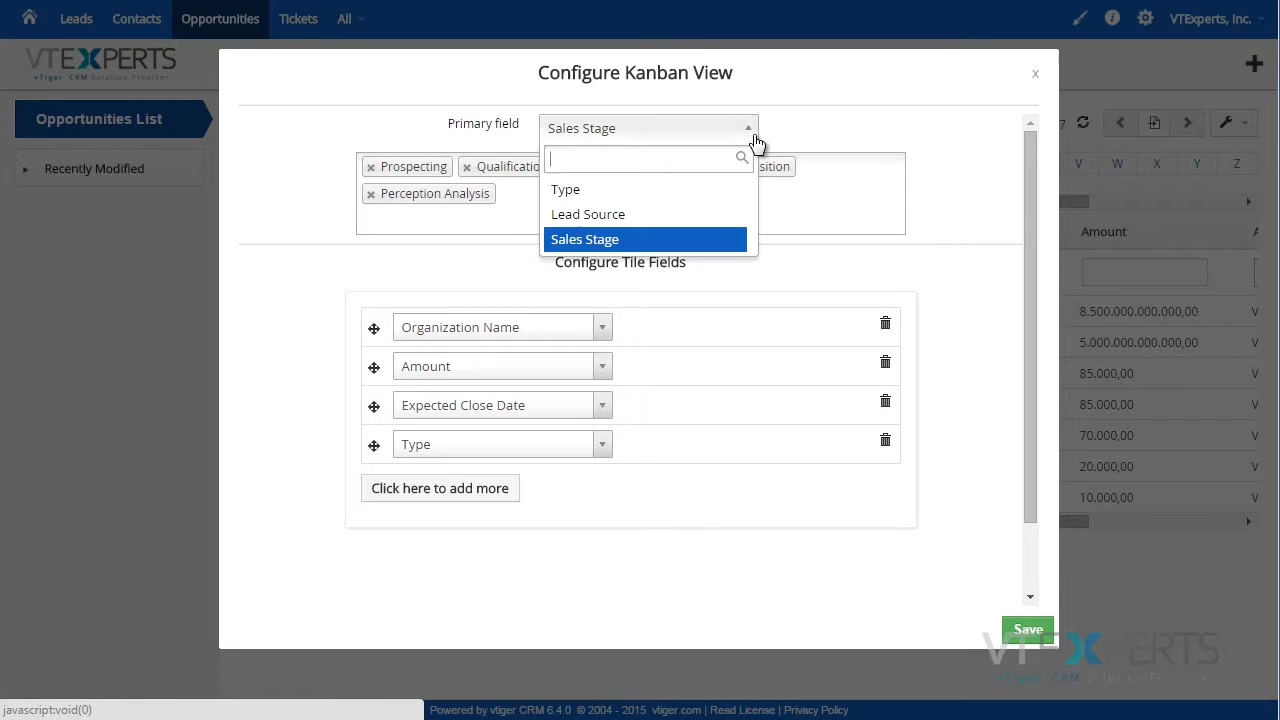 Leads Contacts Opportunities Tickets All VTExperts, Inc.
VTEXPERTS
vTiger CRM Solution Provider
Opportunities List
Recently Modified
Configure Kanban View
x
Primary field
Sales Stage
Prospecting
Qualificatio
sition
Perception Analysis
Type
Lead Source
Sales Stage
Configure Tile Fields
Organization Name
Amount
Expected Close Date
Type
Click here to add more
Save
7
V W X Y Z
Amount
8.500.000.000.000,00 V
5.000.000.000.000,00 V
85.000,00 V
85.000,00 V
70.000,00 V
20.000,00 V
10.000,00 V
VTEXPERTS
javascript:void(0)
Powered by vtiger CRM 6.4.0 © 2004 - 2015 vtiger.com | Read License | Privacy Policy